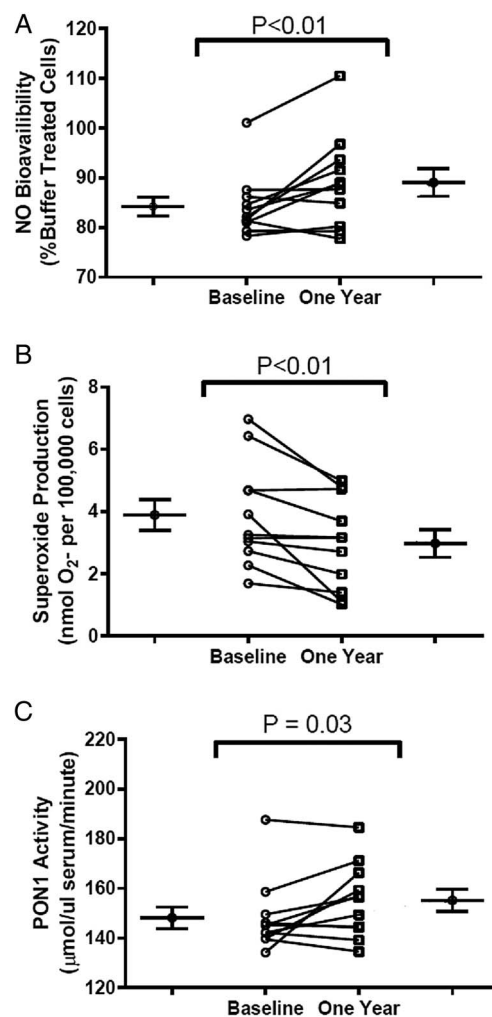 A
P<0.01
NO Bioavailibility
(%Buffer Treated Cells)
120
110
100
90
80
70
Baseline One Year
B
P<0.01
Superoxide Production
(nmol O2- per 100,000 cells)
8
6
4
2
0
Baseline One Year
C
P = 0.03
PON1 Activity
(μmol/ul serum/minute)
220
200
180
160
140
120
Baseline One Year